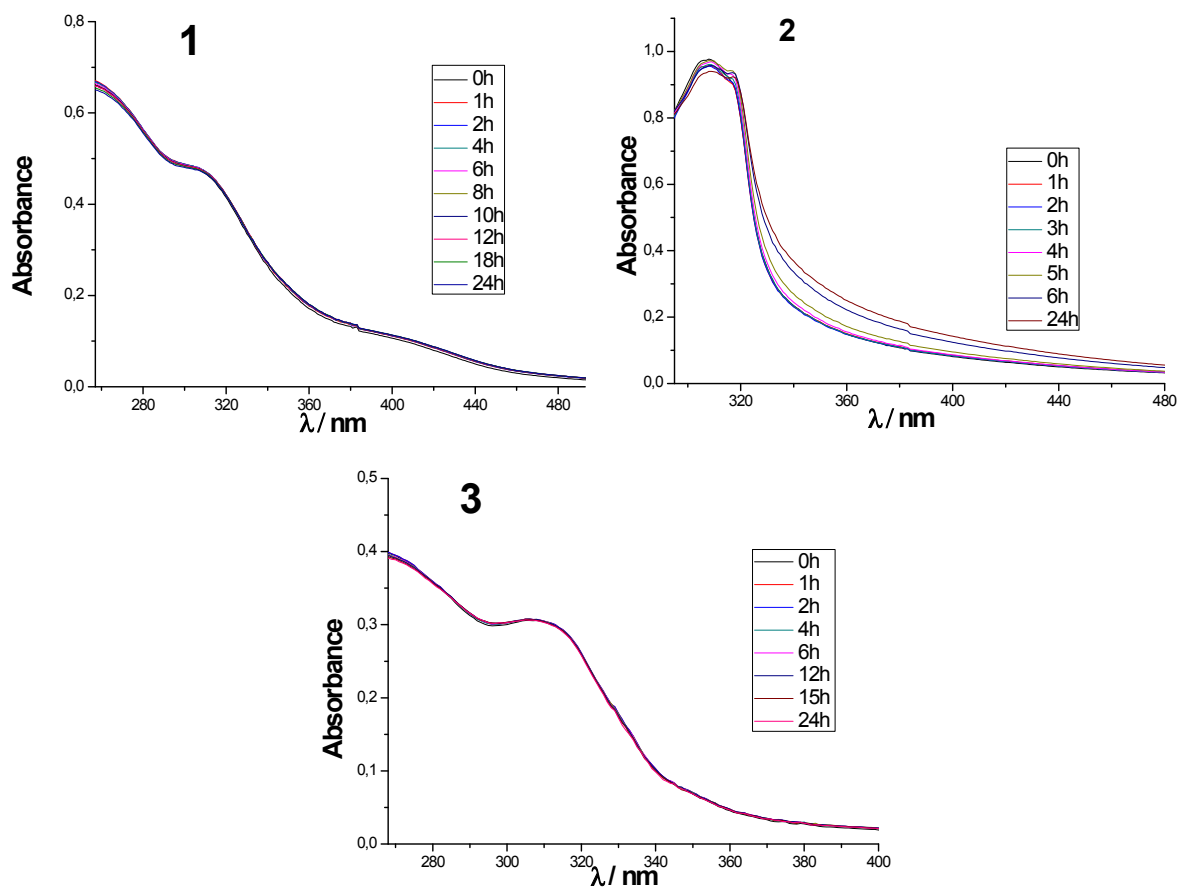 1
0,8
0,6
0,4
0,2
0,0
Absorbance
280 320 360 400 440 480
λ / nm
0h
1h
2h
4h
6h
8h
10h
12h
18h
24h
2
1,0
0,8
0,6
0,4
0,2
0,0
Absorbance
320 360 400 440 480
λ / nm
0h
1h
2h
3h
4h
5h
6h
24h
3
0,5
0,4
0,3
0,2
0,1
0,0
Absorbance
280 300 320 340 360 380 400
λ / nm
0h
1h
2h
4h
6h
12h
15h
24h